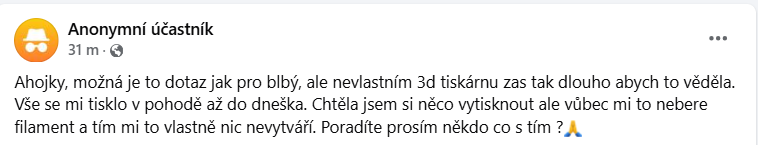 Anonymní účastník
31 m ·
Ahojky, možná je to dotaz jak pro blbý, ale nevlastním 3d tiskárnu zas tak dlouho abych to věděla.
Vše se mi tisklo v pohodě až do dneška. Chtěla jsem si něco vytisknout ale vůbec mi to nebere
filament a tím mi to vlastně nic nevytváří. Poradíte prosím někdo co s tím ?🙏